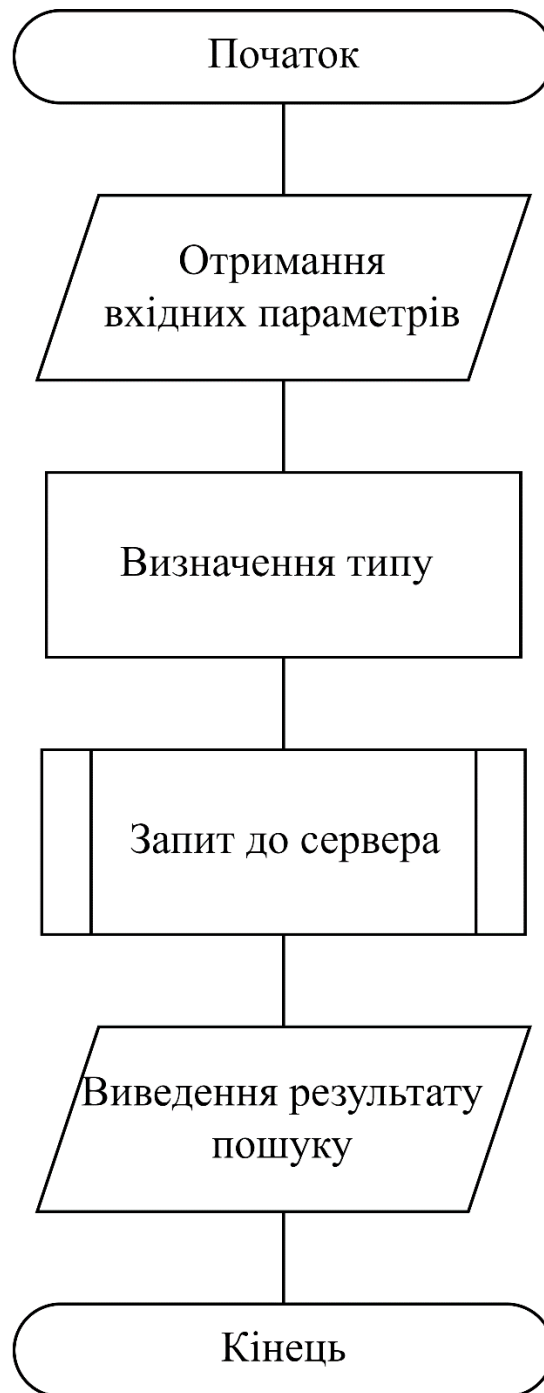 Початок
Отримання
вхідних параметрів
Визначення типу
Запит до сервера
Виведення результату
пошуку
Кінець